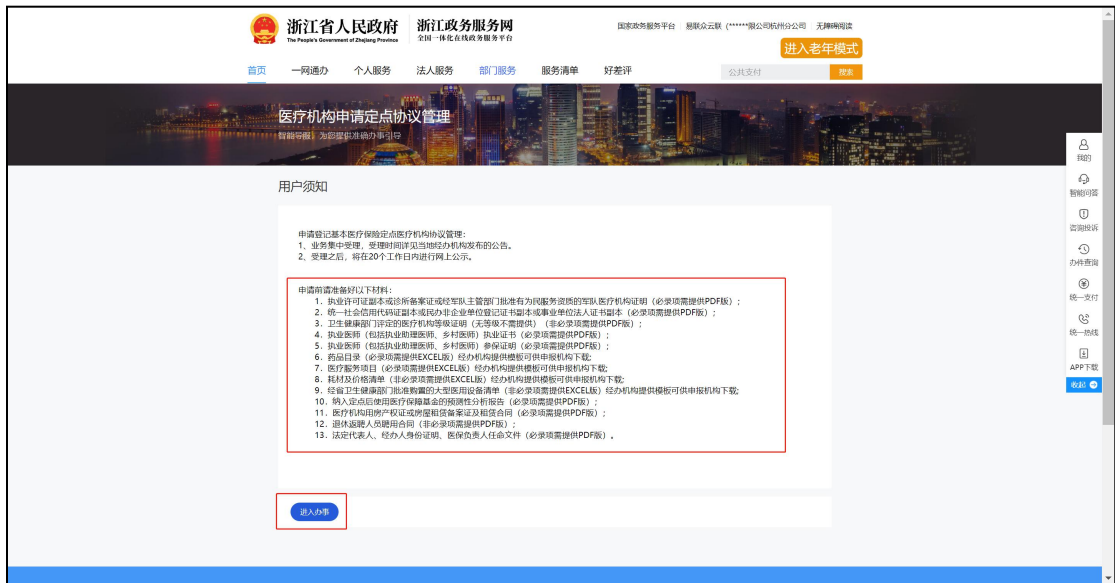 浙江省人民政府
The People's Government of Zhejiang Province
浙江政务服务网
全国一体化在线政务服务平台
国家政务服务平台 易联众云联（******限公司杭州分公司 无障碍阅读
进入老年模式
首页 一网通办 个人服务 法人服务 部门服务 服务清单 好差评
公共支付 搜索
医疗机构申请定点协议管理
智能导服，为您提供准确办事引导
用户须知
申请登记基本医疗保险定点医疗机构协议管理：
1、业务集中受理，受理时间详见当地经办机构发布的公告。
2、受理之后，将在20个工作日内进行网上公示。
申请前请准备好以下材料：
1. 执业许可证副本或诊所备案证或经军队主管部门批准有为民服务资质的军队医疗机构证明（必录项需提供PDF版）；
2. 统一社会信用代码证副本或民办非企业单位登记证书副本或事业单位法人证书副本（必录项需提供PDF版）；
3. 卫生健康部门评定的医疗机构等级证明（无等级不需提供）（非必录项需提供PDF版）；
4. 执业医师（包括执业助理医师、乡村医师）执业证书（必录项需提供PDF版）；
5. 执业医师（包括执业助理医师、乡村医师）参保证明（必录项需提供PDF版）；
6. 药品目录（必录项需提供EXCEL版）经办机构提供模板可供申报机构下载;
7. 医疗服务项目（必录项需提供EXCEL版）经办机构提供模板可供申报机构下载;
8. 耗材及价格清单（非必录项需提供EXCEL版）经办机构提供模板可供申报机构下载;
9. 经省卫生健康部门批准购置的大型医用设备清单（非必录项需提供EXCEL版）经办机构提供模板可供申报机构下载;
10. 纳入定点后使用医疗保障基金的预测性分析报告（必录项需提供PDF版）；
11. 医疗机构用房产权证或房屋租赁备案证及租赁合同（必录项需提供PDF版）；
12. 退休返聘人员聘用合同（非必录项需提供PDF版）；
13. 法定代表人、经办人身份证明、医保负责人任命文件（必录项需提供PDF版）。
进入办事
我的
智能问答
咨询投诉
办件查询
统一支付
统一热线
APP下载
收起